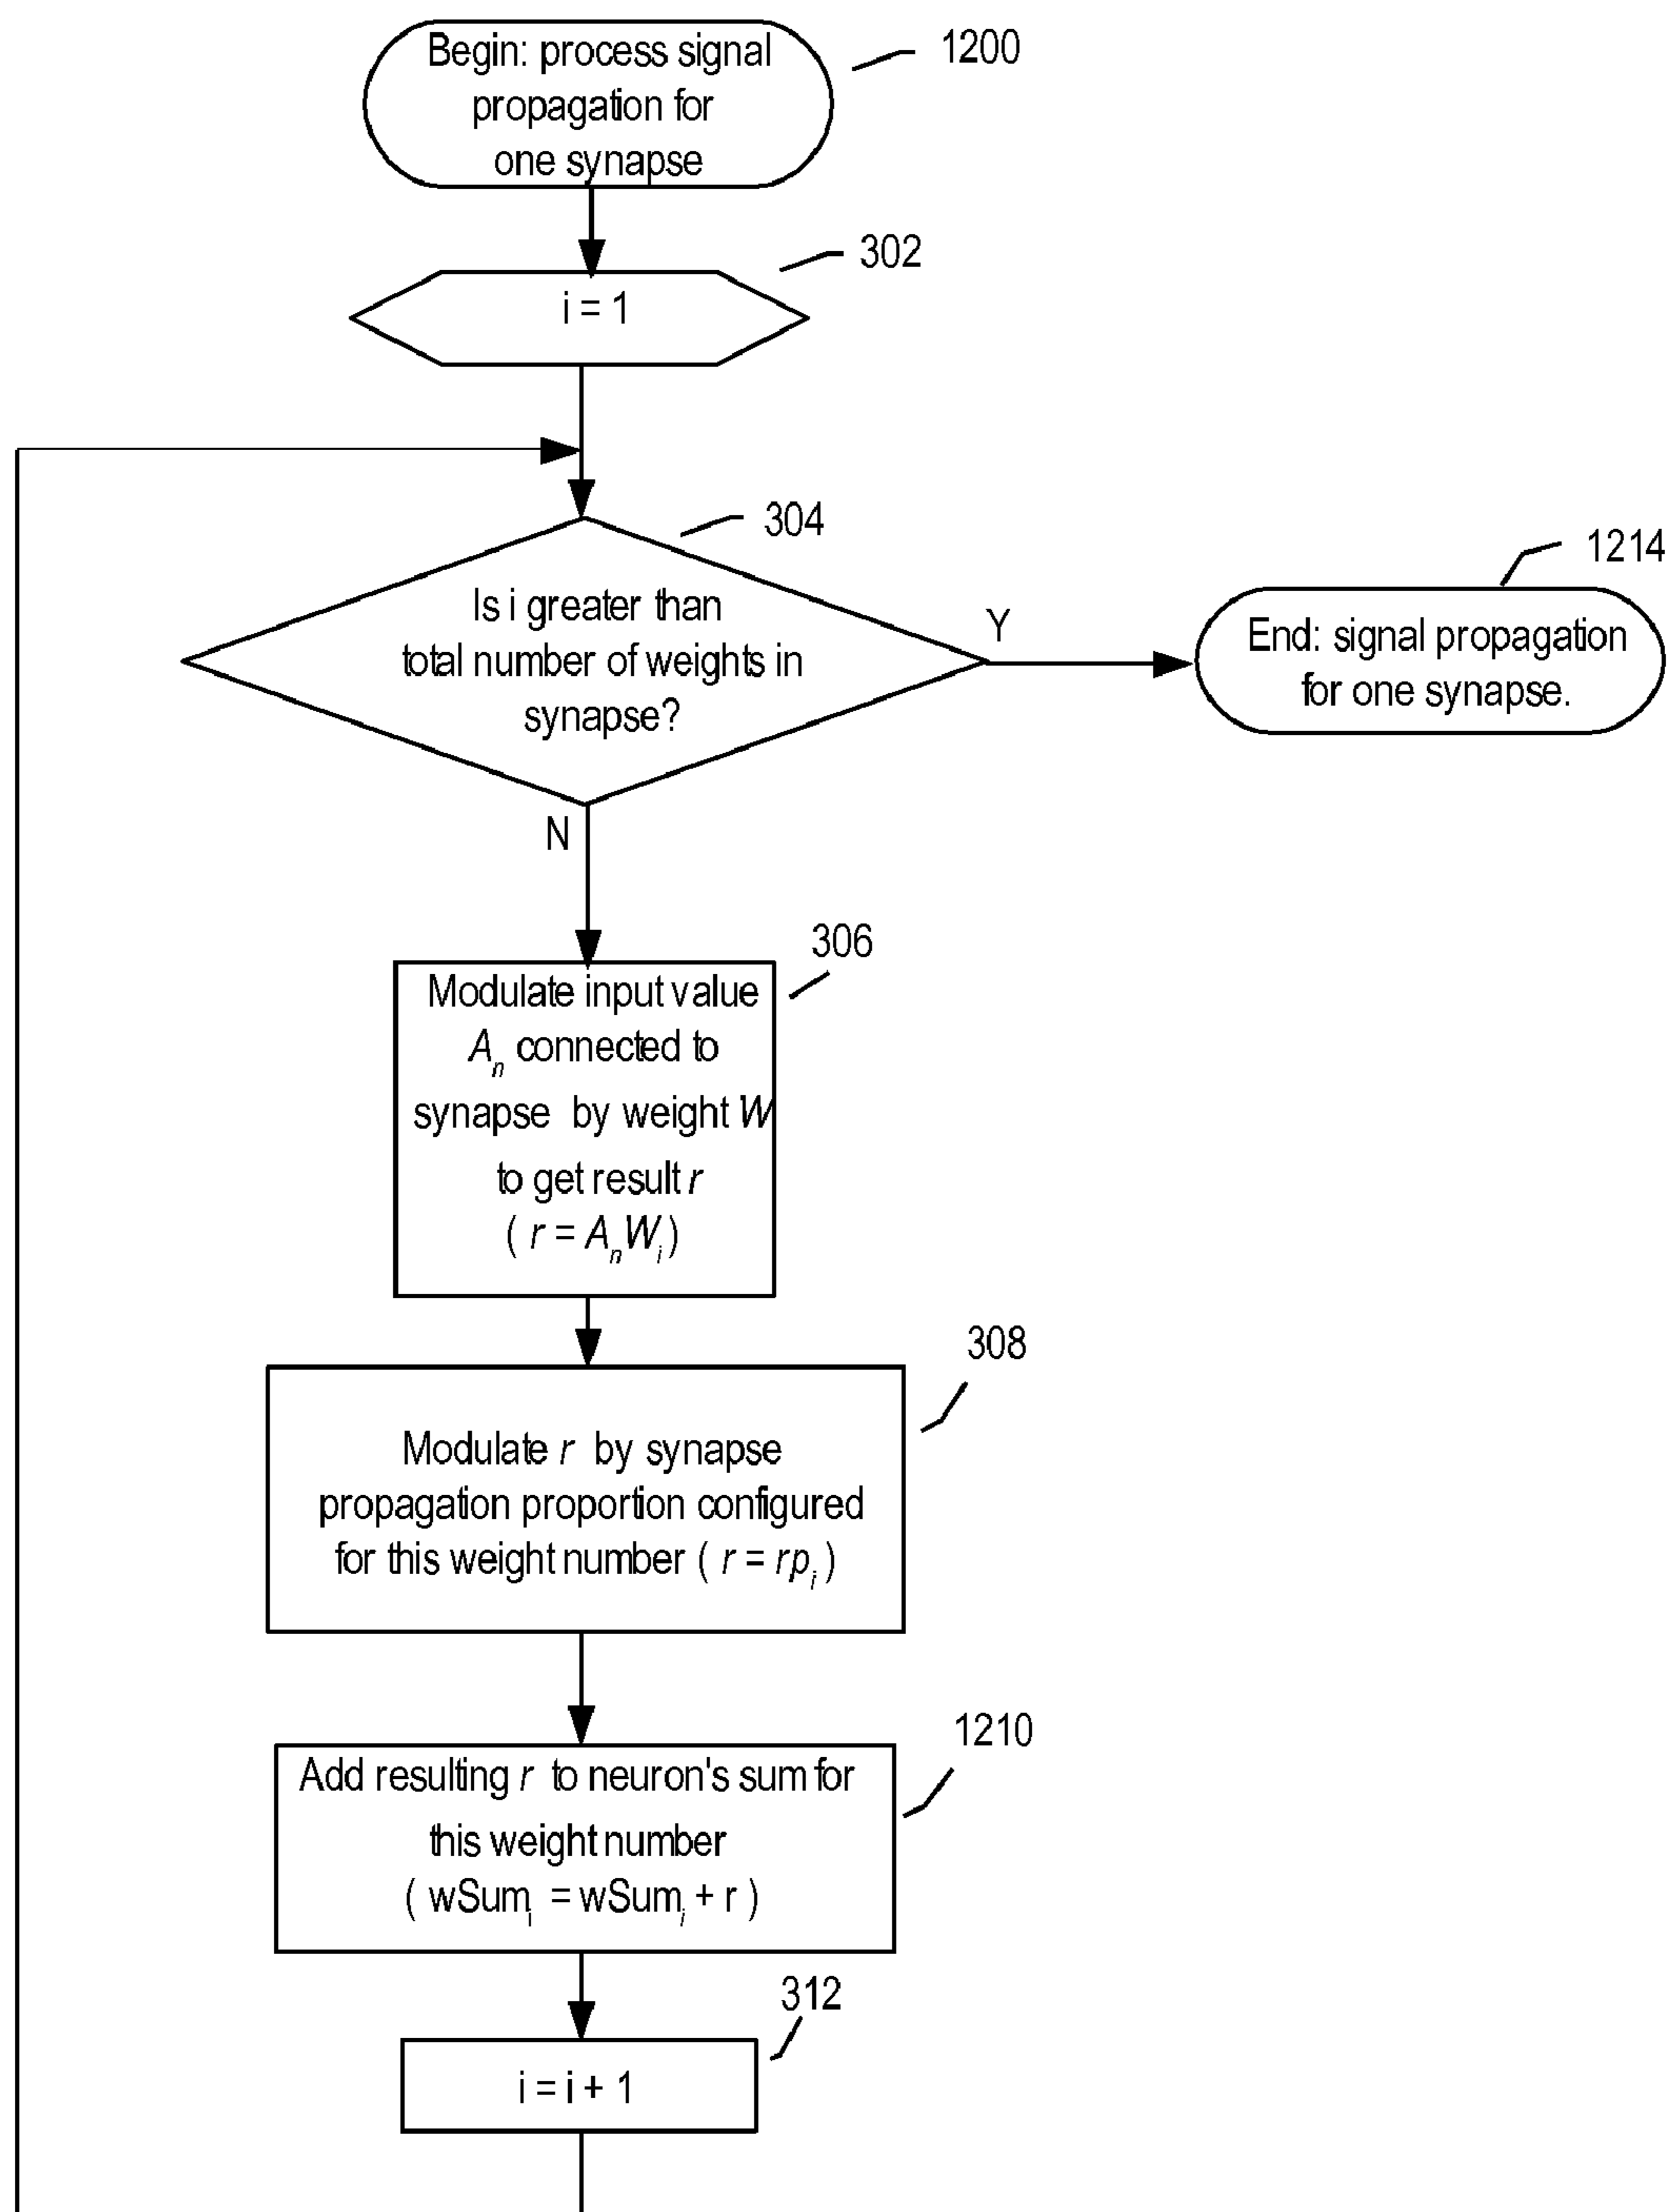 Begin: process signal
propagation for
one synapse
1200
302
i = 1
304
Is i greater than
total number of weights in
synapse?
Y
1214
End: signal propagation
for one synapse.
N
306
Modulate input value
Aₙ connected to
synapse by weight W
to get result r
( r = AₙWᵢ )
308
Modulate r by synapse
propagation proportion configured
for this weight number ( r = rpᵢ )
1210
Add resulting r to neuron's sum for
this weight number
( wSumᵢ = wSumᵢ + r )
312
i = i + 1